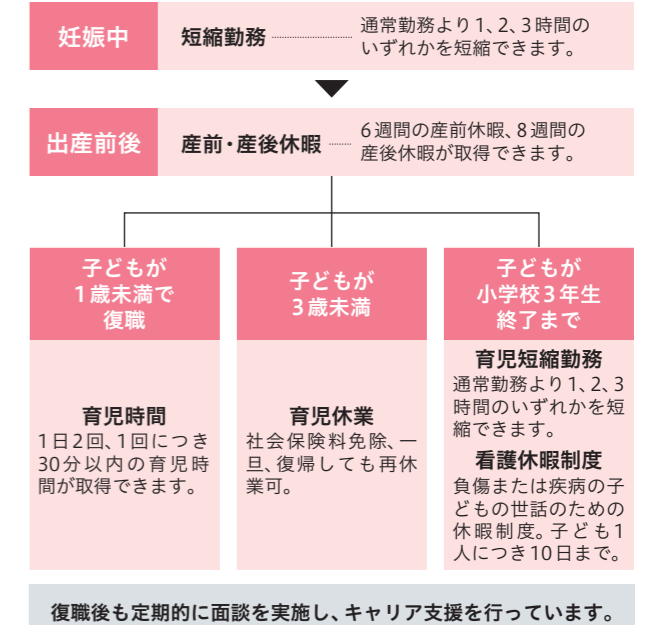 妊娠中
短縮勤務
通常勤務より1、2、3時間の
いずれかを短縮できます。
出産前後
産前・産後休暇
6週間の産前休暇、8週間の
産後休暇が取得できます。
子どもが
1歳未満で
復職
育児時間
1日2回、1回につき
30分以内の育児時
間が取得できます。
子どもが
3歳未満
育児休業
社会保険料免除、一
旦、復帰しても再休
業可。
子どもが
小学校3年生
終了まで
育児短縮勤務
通常勤務より1、2、3
時間のいずれかを短
縮できます。
看護休暇制度
負傷または疾病の子
どもの世話のための
休暇制度。子ども1
人につき10日まで。
復職後も定期的に面談を実施し、キャリア支援を行っています。